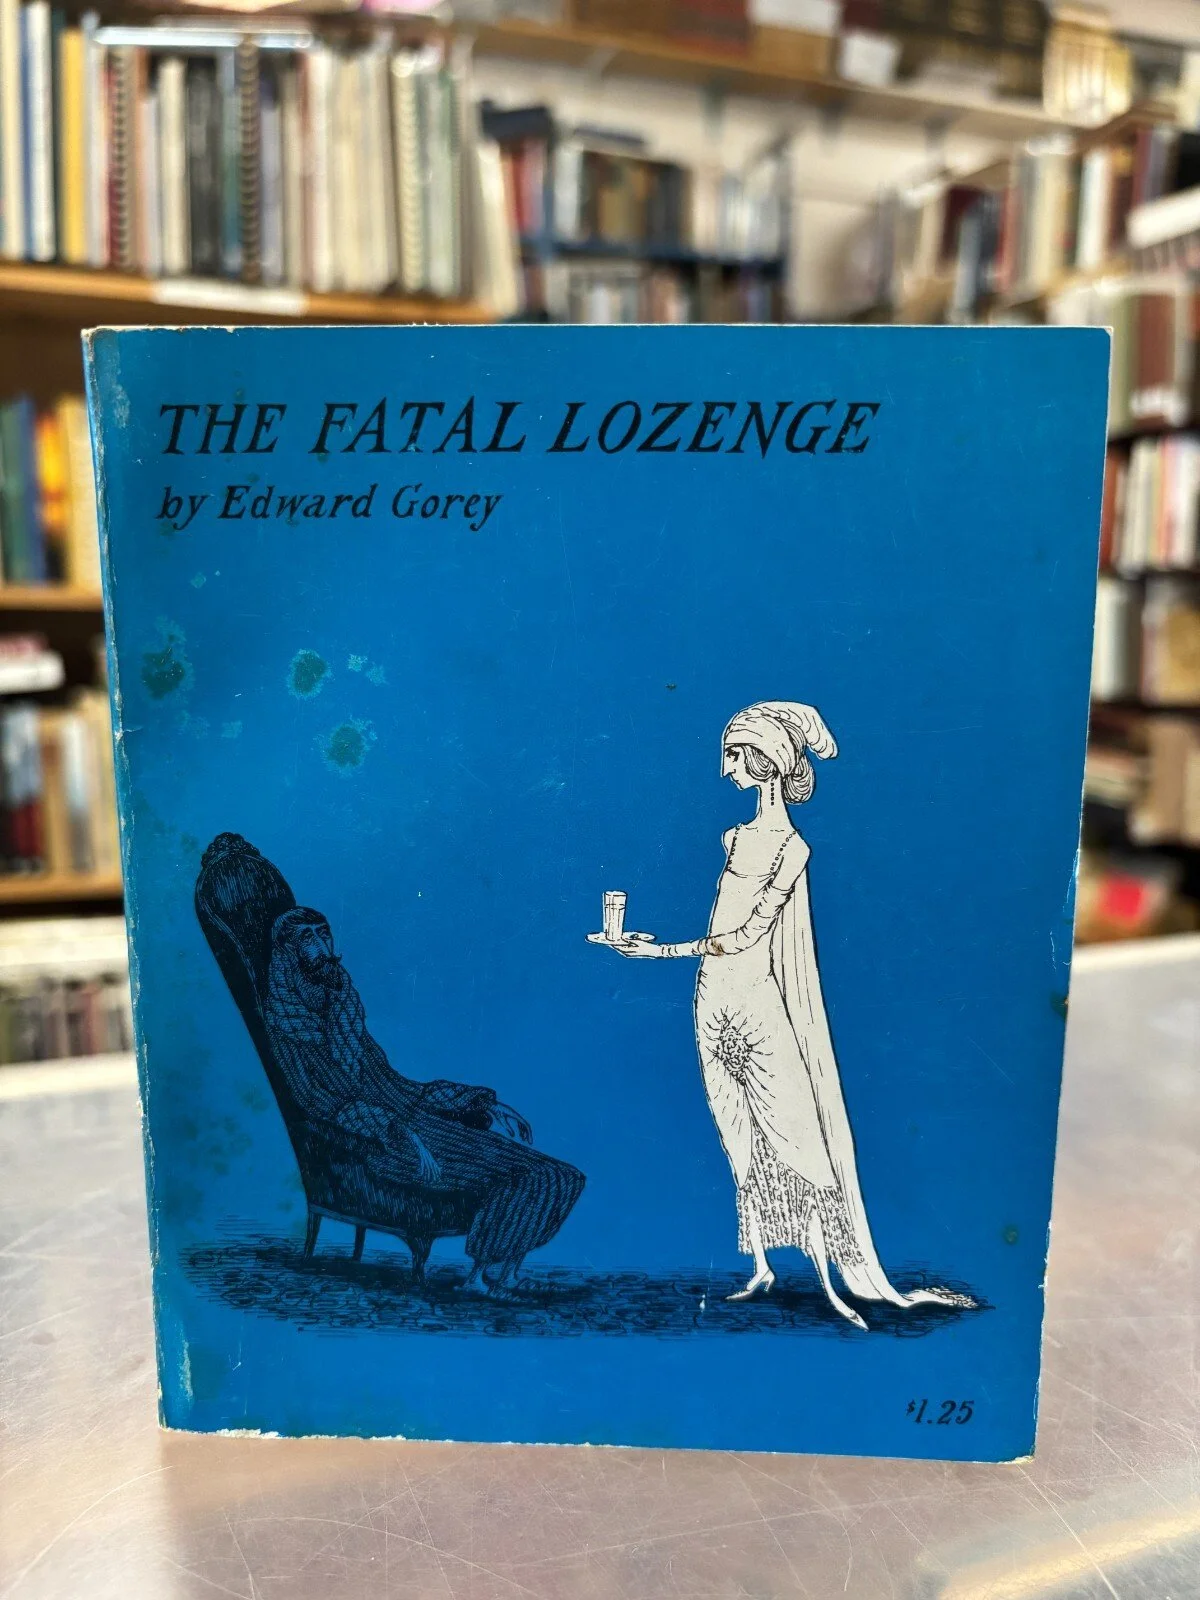 THE FATAL LOZENGE
by Edward Gorey
$1.25